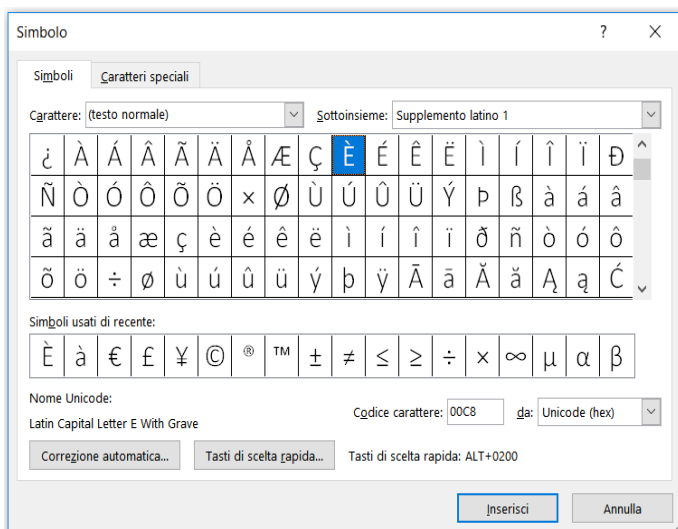 Simbolo ?
Simboli Caratteri speciali
Carattere: (testo normale) Sottoinsieme: Supplemento latino 1
¿ À Á Â Ã Ä Å Æ Ç È É Ê Ë Ì Í Î Ï Đ
Ñ Ò Ó Ô Õ Ö × Ø Ù Ú Û Ü Ý Þ ß à á â
ã ä å æ ç è é ê ë ì í î ï ð ñ ò ó ô
õ ö ÷ ø ù ú û ü ý þ ÿ Ā ā Ă ă Ą ą Ć
Simboli usati di recente:
È à € £ ¥ © ® ™ ± ≠ ≤ ≥ ÷ × ∞ µ α β
Nome Unicode:
Latin Capital Letter E With Grave
Codice carattere: 00C8 da: Unicode (hex)
Correzione automatica... Tasti di scelta rapida... Tasti di scelta rapida: ALT+0200
Inserisci Annulla